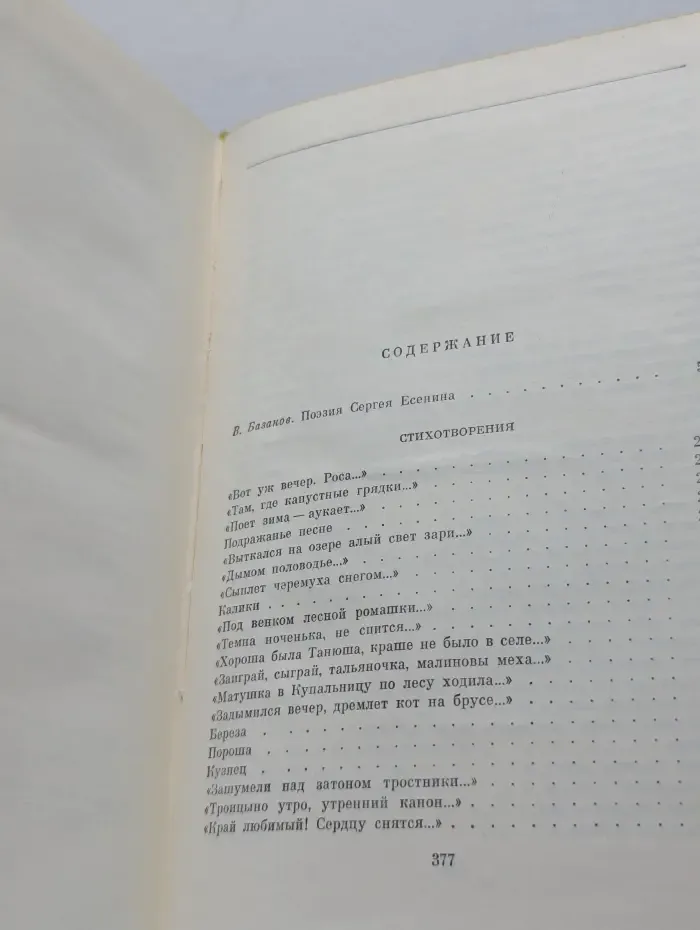 СОДЕРЖАНИЕ
В. Базанов. Поэзия Сергея Есенина . . . . . . . . . . .
СТИХОТВОРЕНИЯ
«Вот уж вечер. Роса...» . . . . . . . . . . . . . . . 2
«Там, где капустные грядки...» . . . . . . . . . . . . 2
«Поет зима — аукает...» . . . . . . . . . . . . . . .
Подражанье песне . . . . . . . . . . . . . . . . .
«Выткался на озере алый свет зари...» . . . . . . . . .
«Дымом половодье...» . . . . . . . . . . . . . . . .
«Сыплет черемуха снегом...» . . . . . . . . . . . . .
Калики . . . . . . . . . . . . . . . . . . . . .
«Под венком лесной ромашки...» . . . . . . . . . . .
«Темна ноченька, не спится...» . . . . . . . . . . . .
«Хороша была Танюша, краше не было в селе...» . . . . .
«Заиграй, сыграй, тальяночка, малиновы меха...» . . . . .
«Матушка в Купальницу по лесу ходила...» . . . . . . .
«Задымился вечер, дремлет кот на брусе...» . . . . . . .
Береза . . . . . . . . . . . . . . . . . . . . .
Пороша . . . . . . . . . . . . . . . . . . . . .
Кузнец . . . . . . . . . . . . . . . . . . . . .
«Зашумели над затоном тростники...» . . . . . . . . .
«Троицыно утро, утренний канон...» . . . . . . . . . .
«Край любимый! Сердцу снятся...» . . . . . . . . . . .
377